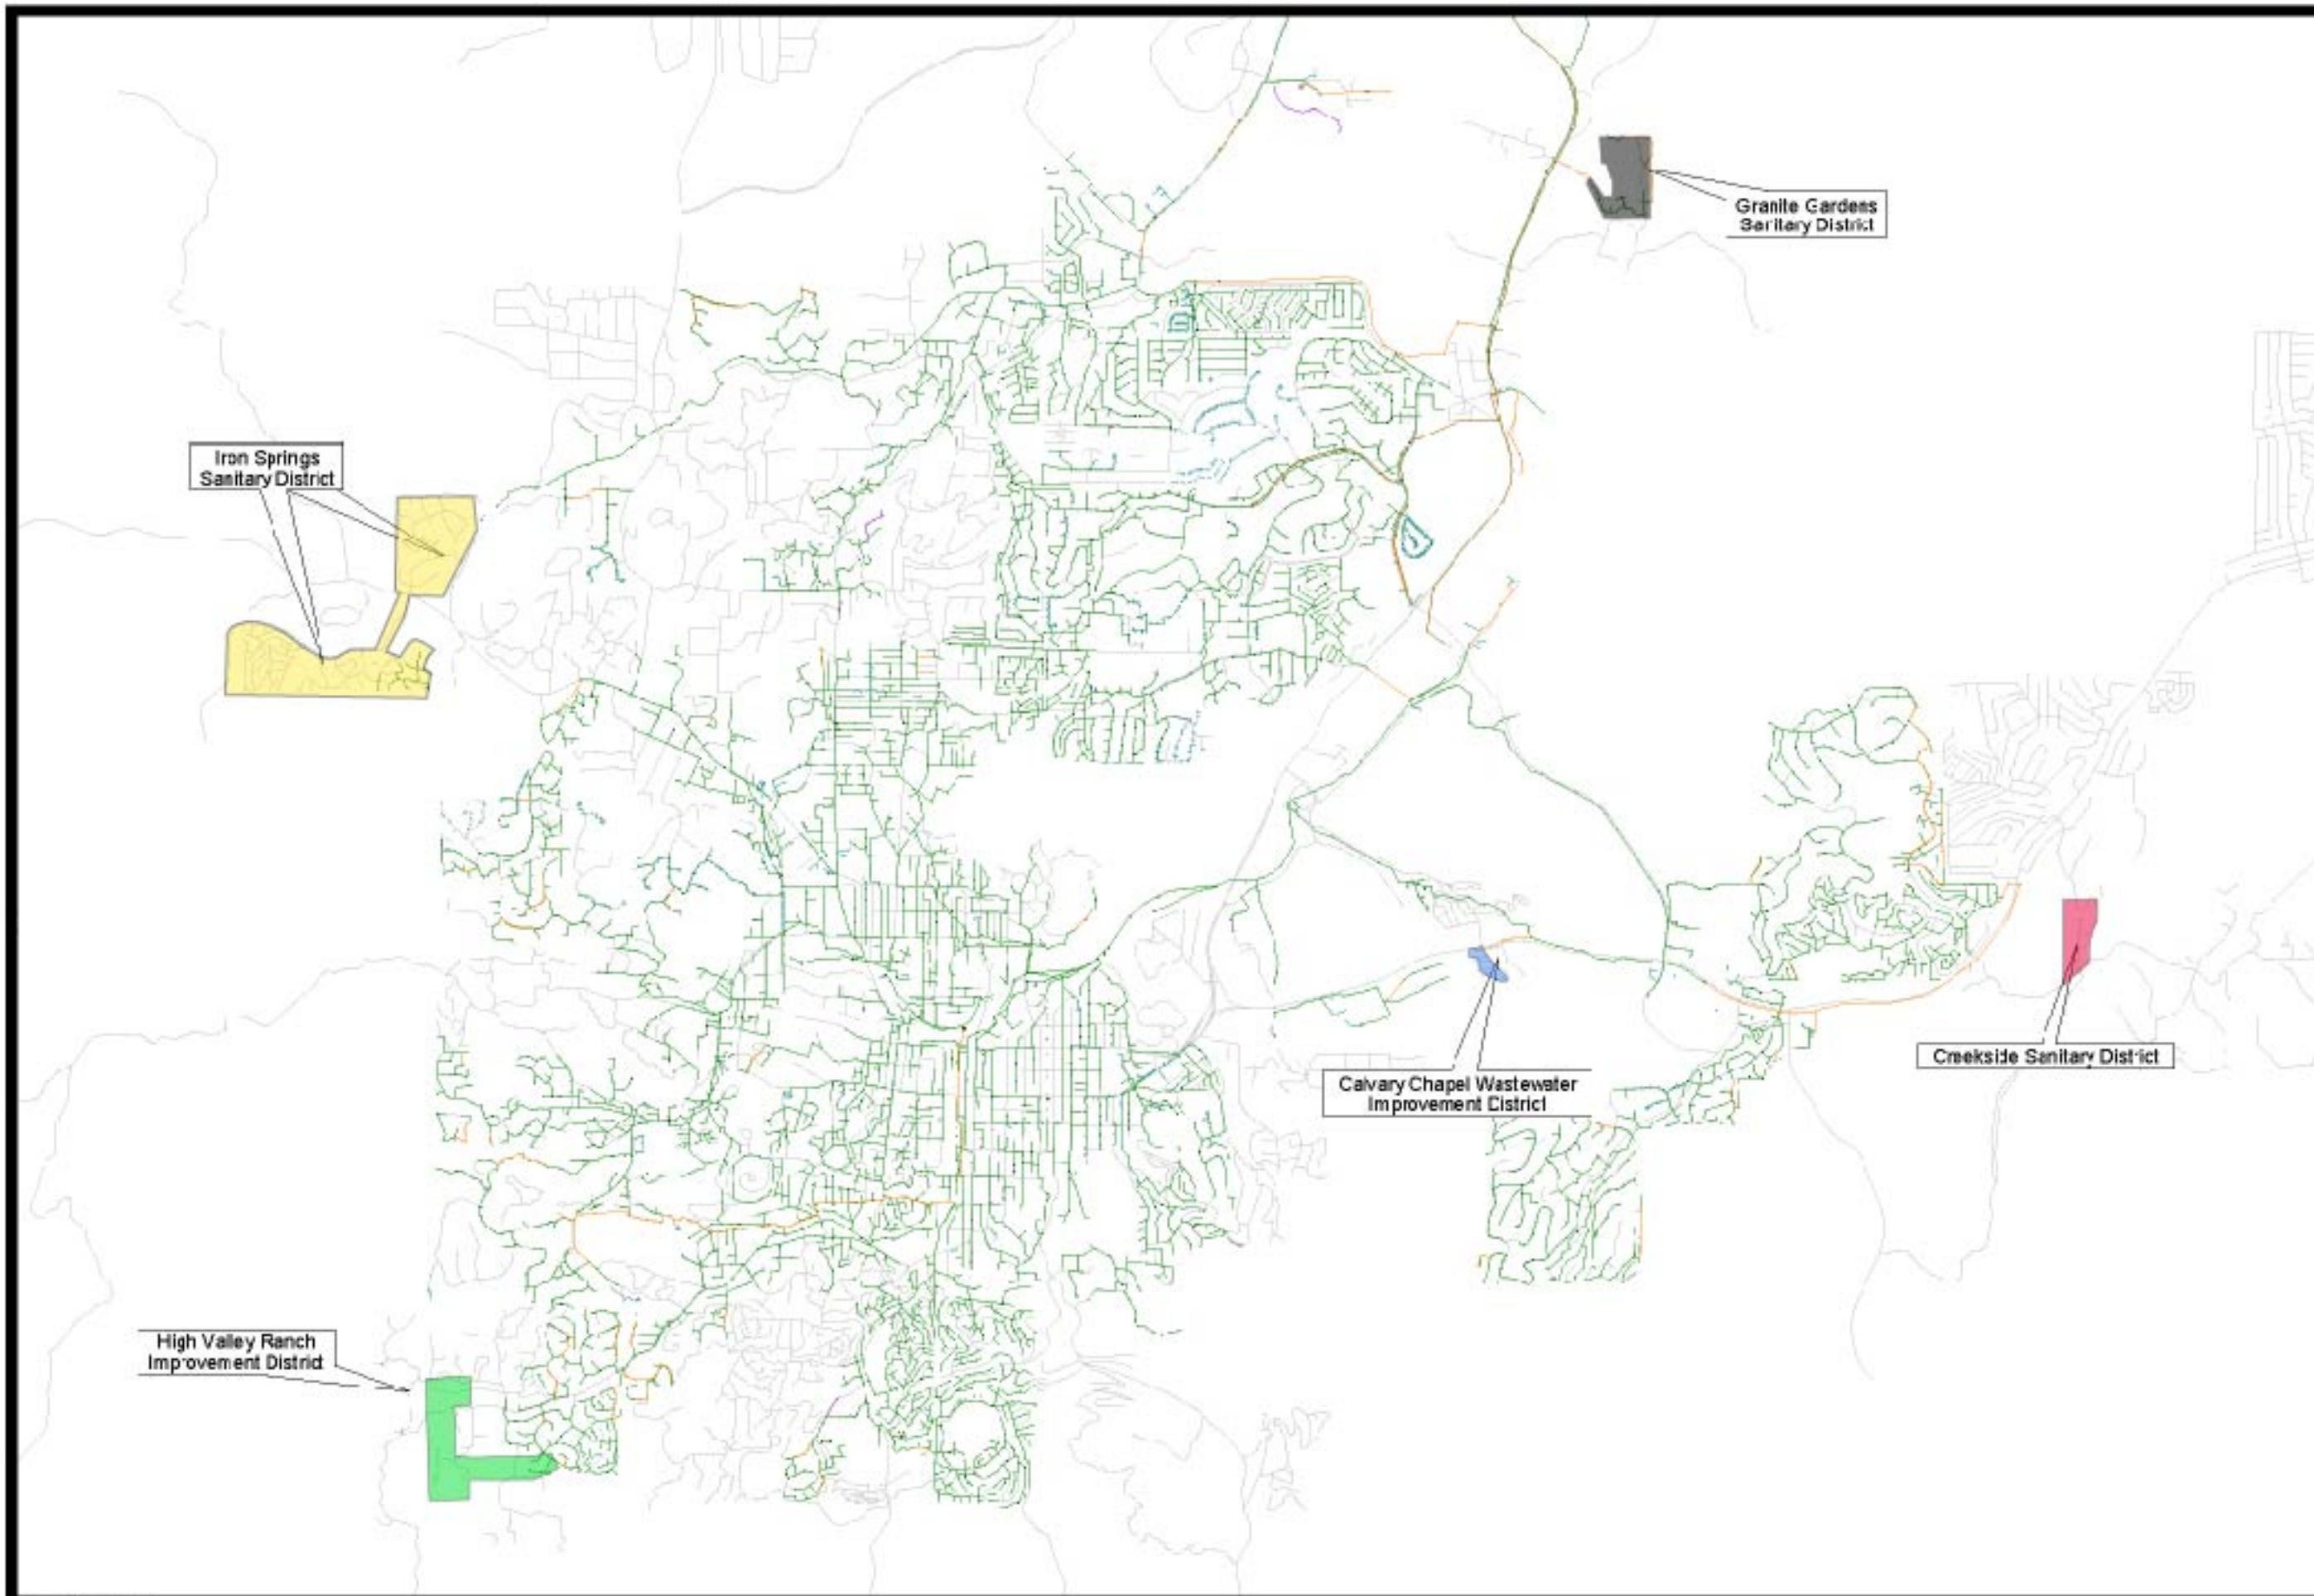 Granite Gardens
Sanitary District
Iron Springs
Sanitary District
Calvary Chapel Wastewater
Improvement District
Creekside Sanitary District
High Valley Ranch
Improvement District